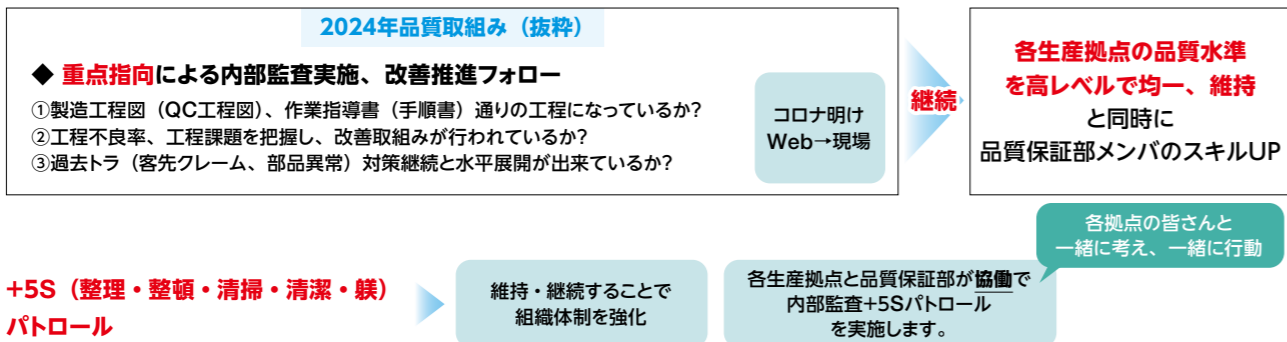 2024年品質取組み（抜粋）
◆ 重点指向による内部監査実施、改善推進フォロー
①製造工程図（QC工程図）、作業指導書（手順書）通りの工程になっているか?
②工程不良率、工程課題を把握し、改善取組みが行われているか?
③過去トラ（客先クレーム、部品異常）対策継続と水平展開が出来ているか?
コロナ明け
Web→現場
継続
各生産拠点の品質水準
を高レベルで均一、維持
と同時に
品質保証部メンバのスキルUP
+5S（整理・整頓・清掃・清潔・躾）
パトロール
維持・継続することで
組織体制を強化
各生産拠点と品質保証部が協働で
内部監査+5Sパトロール
を実施します。
各拠点の皆さんと
一緒に考え、一緒に行動